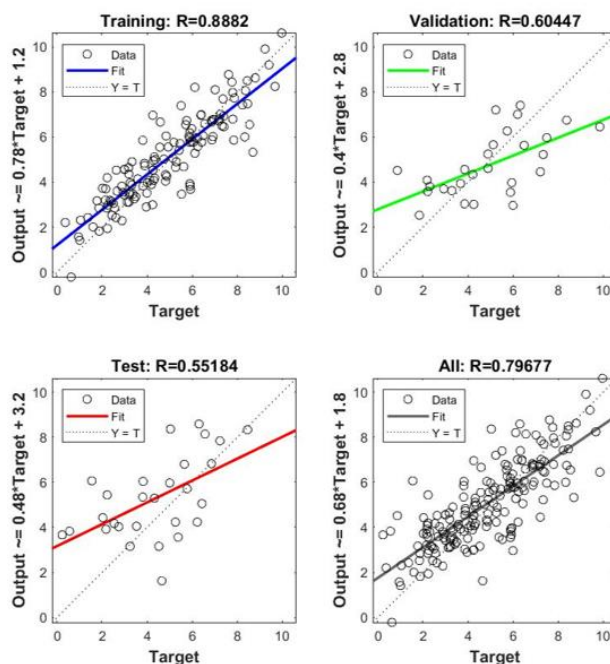 Training: R=0.8882
Output ~= 0.78*Target + 1.2
Data
Fit
Y = T
10
8
6
4
2
0
0 2 4 6 8 10
Target
Validation: R=0.60447
Output ~= 0.4*Target + 2.8
Data
Fit
Y = T
10
8
6
4
2
0
0 2 4 6 8 10
Target
Test: R=0.55184
Output ~= 0.48*Target + 3.2
Data
Fit
Y = T
10
8
6
4
2
0
0 2 4 6 8 10
Target
All: R=0.79677
Output ~= 0.68*Target + 1.8
Data
Fit
Y = T
10
8
6
4
2
0
0 2 4 6 8 10
Target